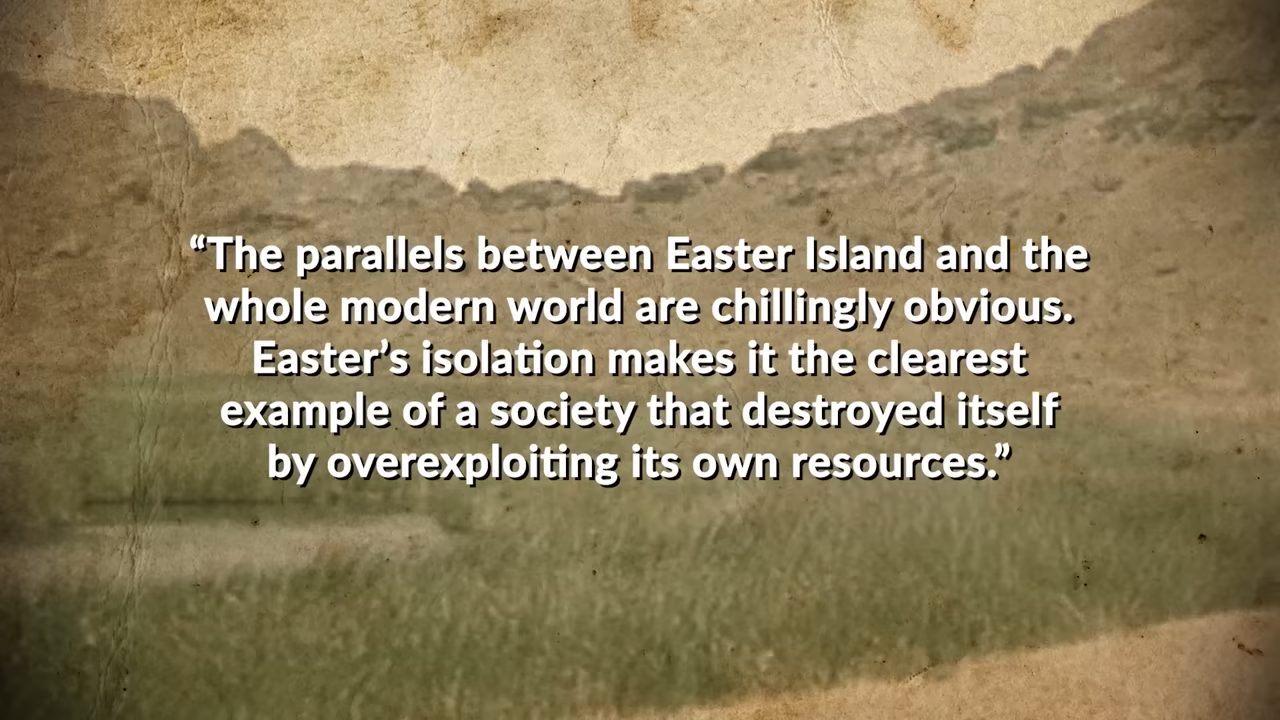 “The parallels between Easter Island and the
whole modern world are chillingly obvious.
Easter’s isolation makes it the clearest
example of a society that destroyed itself
by overexploiting its own resources.”